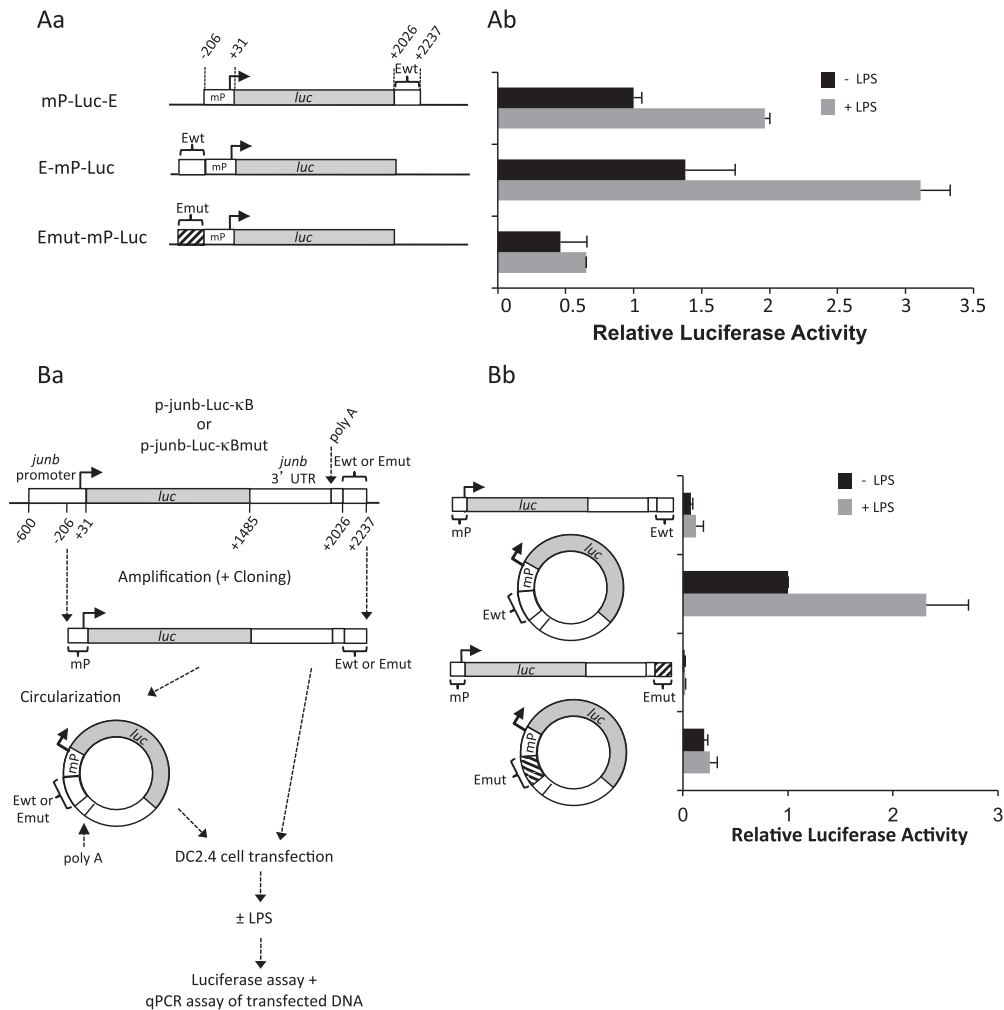 Aa
-206
+31
+2026
+2237
Ewt
mP-Luc-E
mP
luc
Ewt
E-mP-Luc
mP
luc
Emut
Emut-mP-Luc
mP
luc
Ab
- LPS
+ LPS
0 0.5 1 1.5 2 2.5 3 3.5
Relative Luciferase Activity
Ba
p-junb-Luc-κB
or
p-junb-Luc-κBmut
poly A
junb
promoter
junb
3' UTR
Ewt or Emut
luc
-600
-206
+31
+1485
+2026
+2237
Amplification (+ Cloning)
luc
mP
Ewt or Emut
Circularization
luc
mP
Ewt or
Emut
poly A
DC2.4 cell transfection
± LPS
Luciferase assay +
qPCR assay of transfected DNA
Bb
- LPS
+ LPS
luc
mP
Ewt
luc
mP
Ewt
luc
mP
Emut
luc
mP
Emut
0 1 2 3
Relative Luciferase Activity